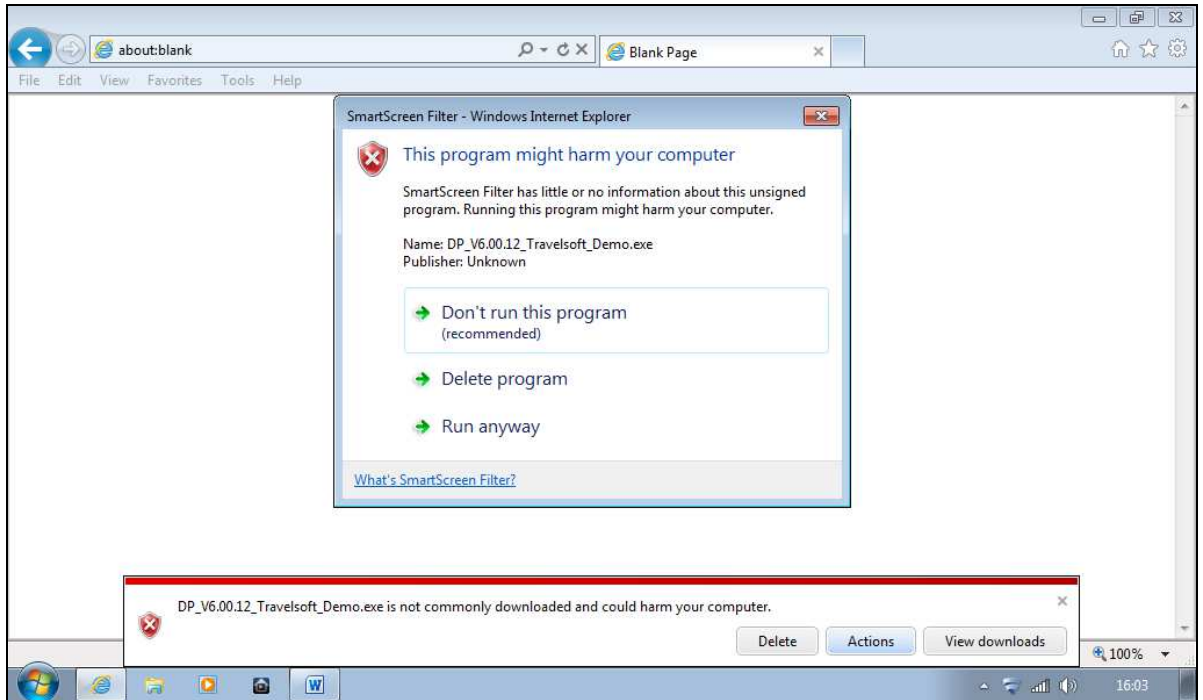 about:blank
Blank Page
File Edit View Favorites Tools Help
SmartScreen Filter - Windows Internet Explorer
This program might harm your computer
SmartScreen Filter has little or no information about this unsigned
program. Running this program might harm your computer.
Name: DP_V6.00.12_Travelsoft_Demo.exe
Publisher: Unknown
Don't run this program
(recommended)
Delete program
Run anyway
What's SmartScreen Filter?
DP_V6.00.12_Travelsoft_Demo.exe is not commonly downloaded and could harm your computer.
Delete Actions View downloads
100%
W
16:03